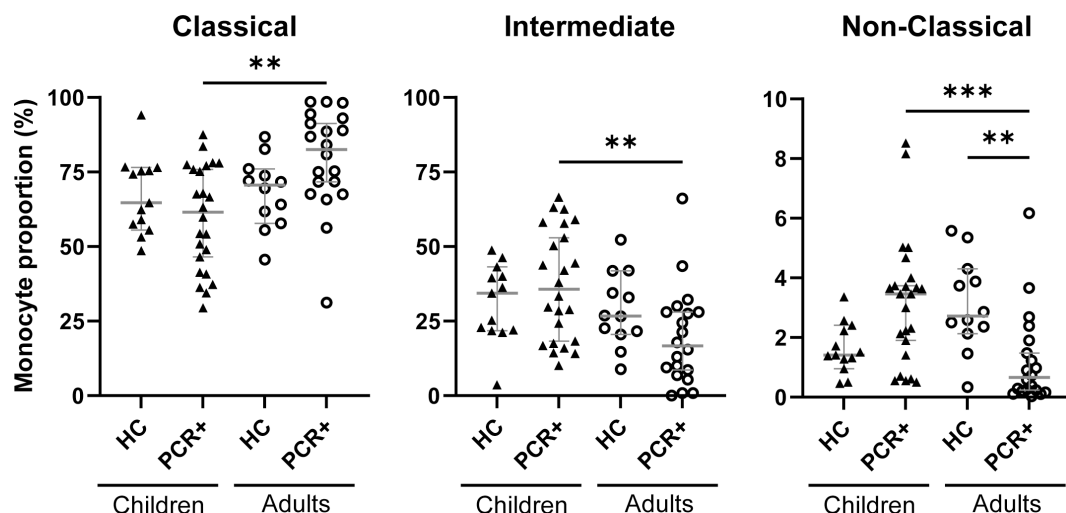 Classical
Intermediate
Non-Classical
Monocyte proportion (%)
**
100
75
50
25
0
HC
PCR+
HC
PCR+
Children
Adults
**
100
75
50
25
0
HC
PCR+
HC
PCR+
Children
Adults
***
**
10
8
6
4
2
0
HC
PCR+
HC
PCR+
Children
Adults